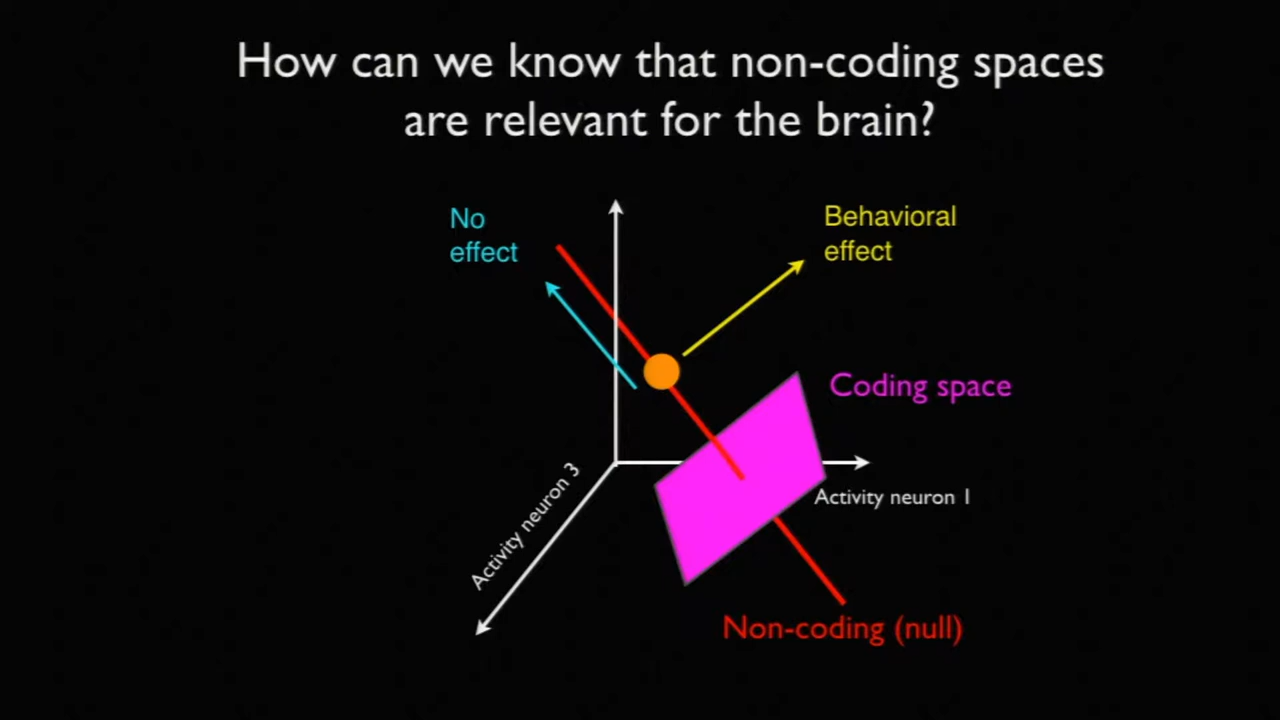 How can we know that non-coding spaces
are relevant for the brain?
No
effect
Behavioral
effect
Coding space
Activity neuron 3
Activity neuron 1
Non-coding (null)